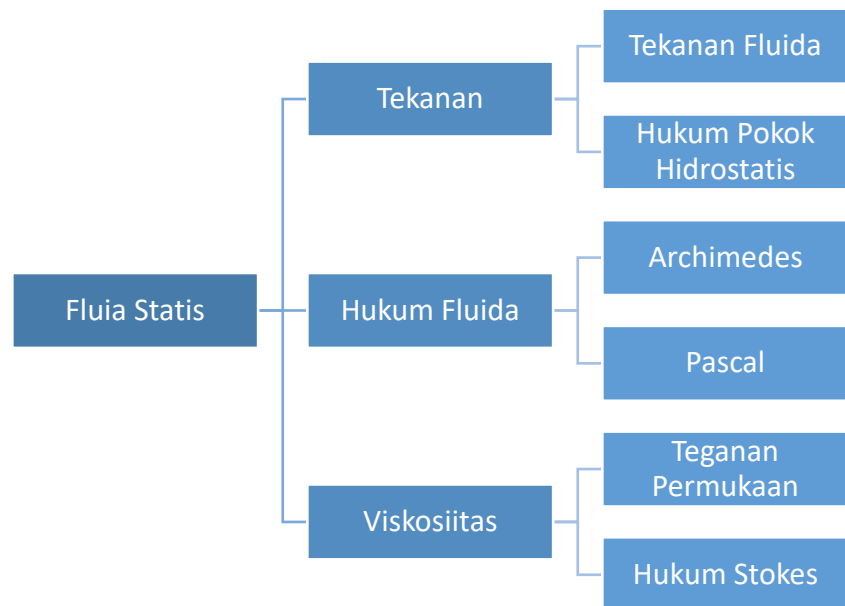 Fluia Statis
Tekanan
Tekanan Fluida
Hukum Pokok
Hidrostatis
Hukum Fluida
Archimedes
Pascal
Viskosiitas
Teganan
Permukaan
Hukum Stokes